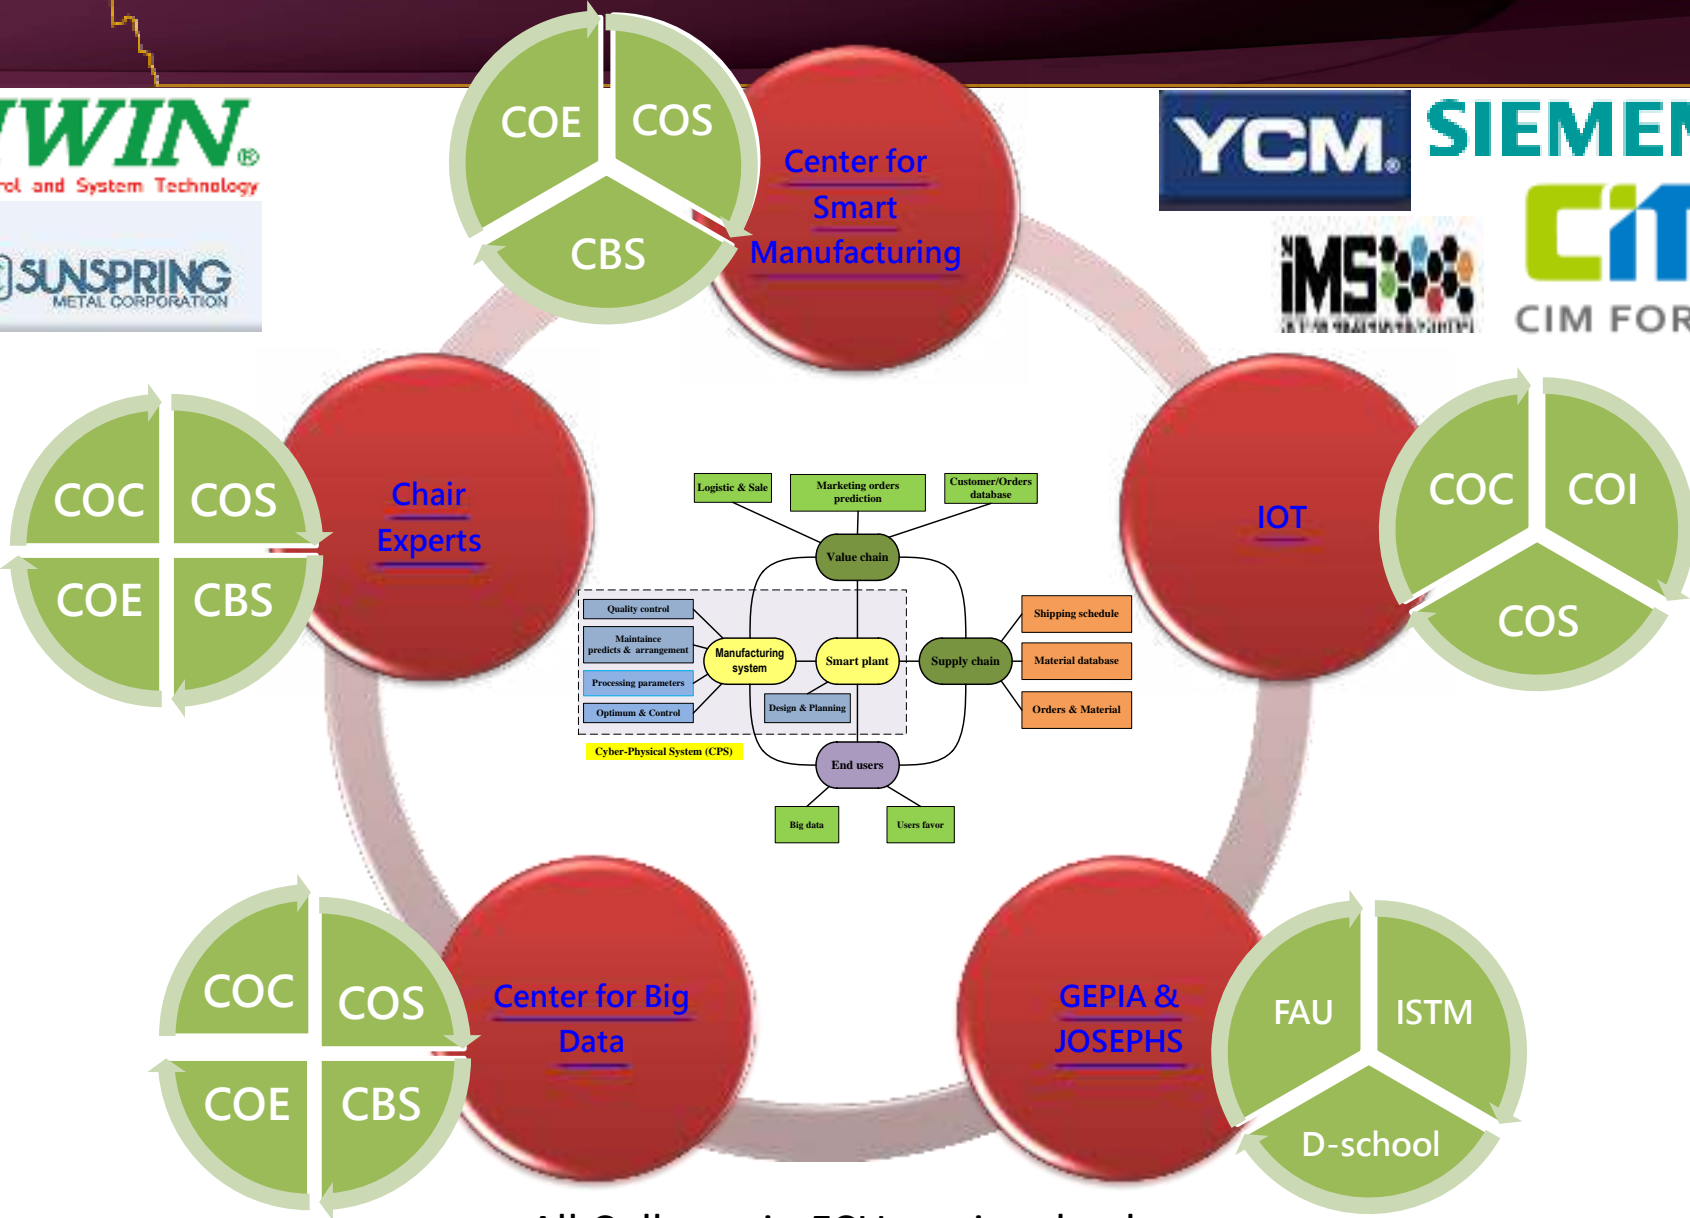 WIN®
rol and System Technology
SUNSPRING
METAL CORPORATION
YCM®
SIEMEN
iMS
CiT
CIM FOR
COE
COS
CBS
Center for
Smart
Manufacturing
COC
COS
COE
CBS
Chair
Experts
IOT
COC
COI
COS
Logistic & Sale
Marketing orders
prediction
Customer/Orders
database
Value chain
Quality control
Maintaince
predicts & arrangement
Processing parameters
Optimum & Control
Manufacturing
system
Smart plant
Design & Planning
Supply chain
Shipping schedule
Material database
Orders & Material
Cyber-Physical System (CPS)
End users
Big data
Users favor
COC
COS
COE
CBS
Center for Big
Data
GEPIA &
JOSEPHS
FAU
ISTM
D-school